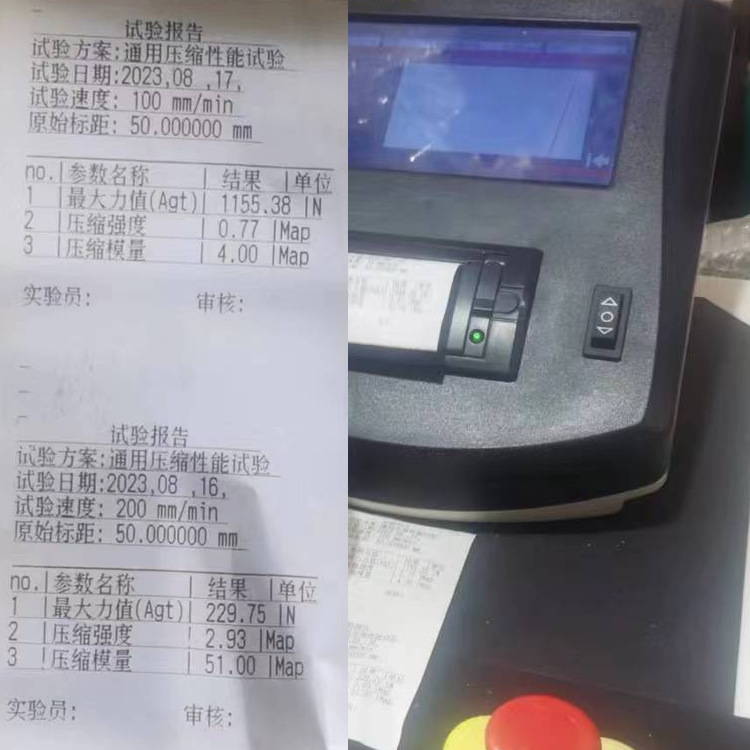 试验报告
试验方案:通用压缩性能试验
试验日期:2023,08 ,17,
试验速度: 100 mm/min
原始标距: 50.000000 mm
no.|参数名称 | 结果 |单位
1 |最大力值(Agt)| 1155.38 |N
2 |压缩强度 | 0.77 |Map
3 |压缩模量 | 4.00 |Map
实验员: 审核:
试验报告
试验方案:通用压缩性能试验
试验日期:2023,08 ,16,
试验速度: 200 mm/min
原始标距: 50.000000 mm
no.|参数名称 | 结果 |单位
1 |最大力值(Agt)| 229.75 |N
2 |压缩强度 | 2.93 |Map
3 |压缩模量 | 51.00 |Map
实验员: 审核: